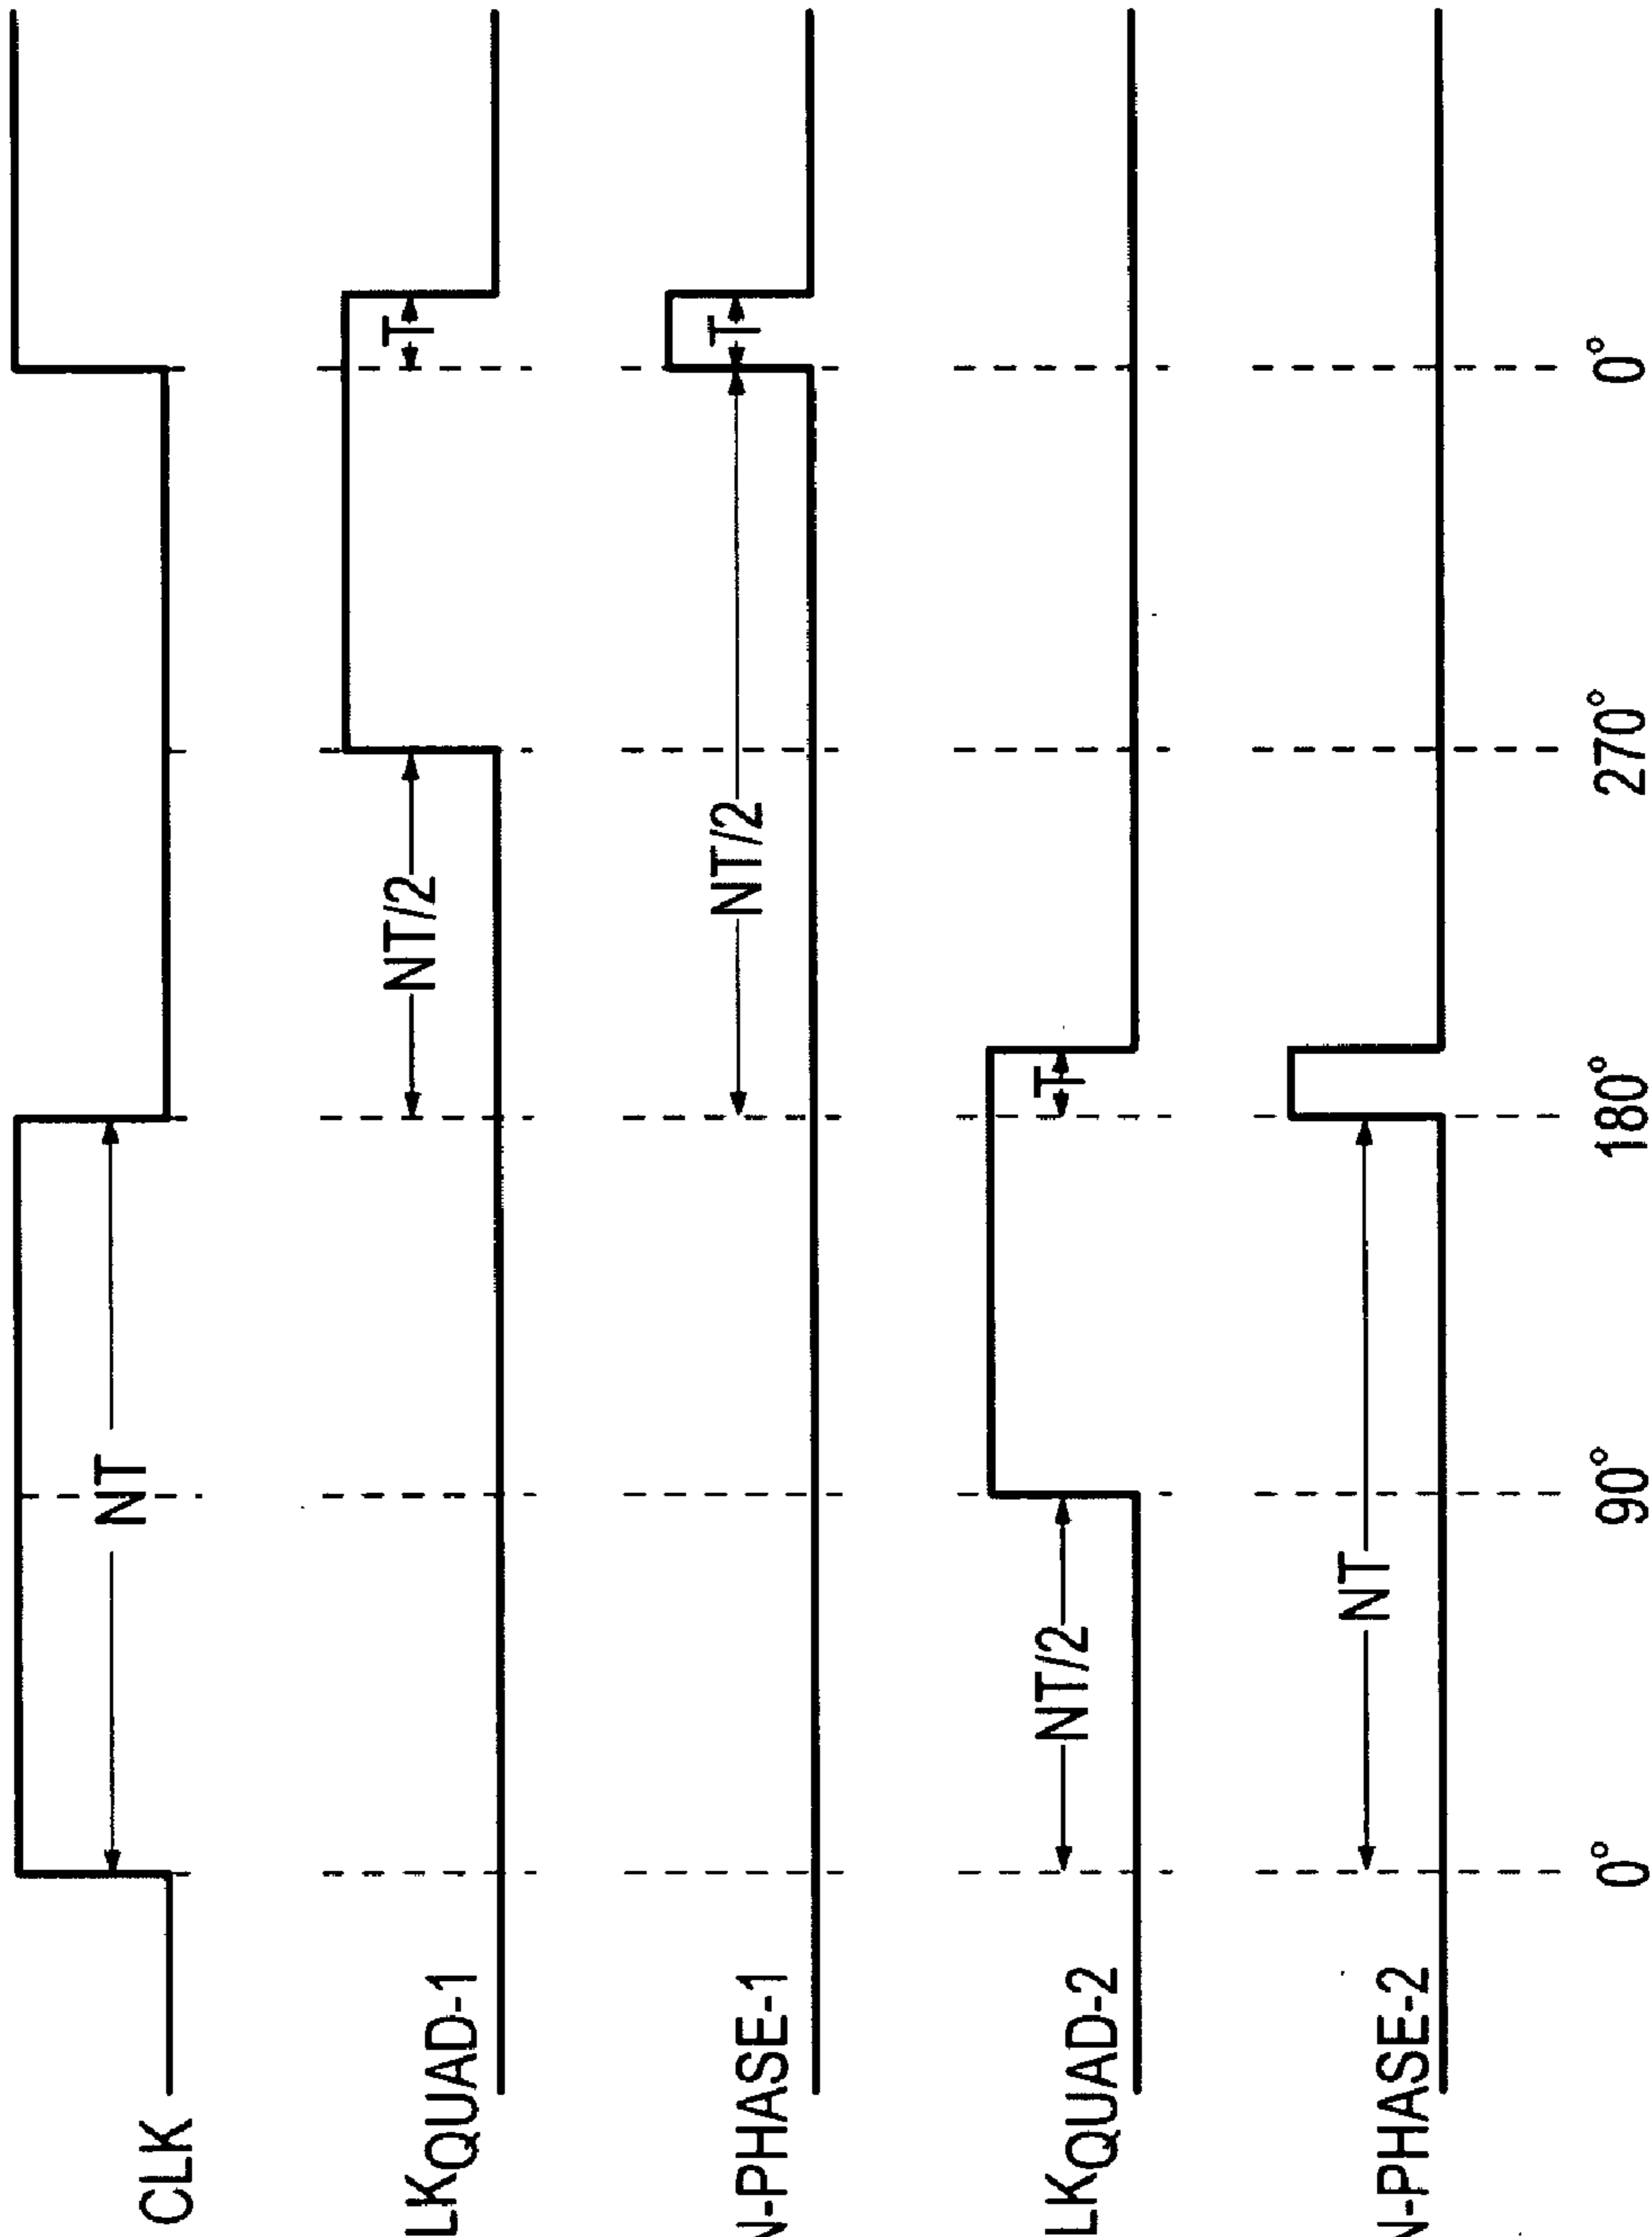 CLK
NT
LKQUAD-1
NT/2
T
N-PHASE-1
NT/2
T
LKQUAD-2
NT/2
T
N-PHASE-2
NT
0° 90° 180° 270° 0°